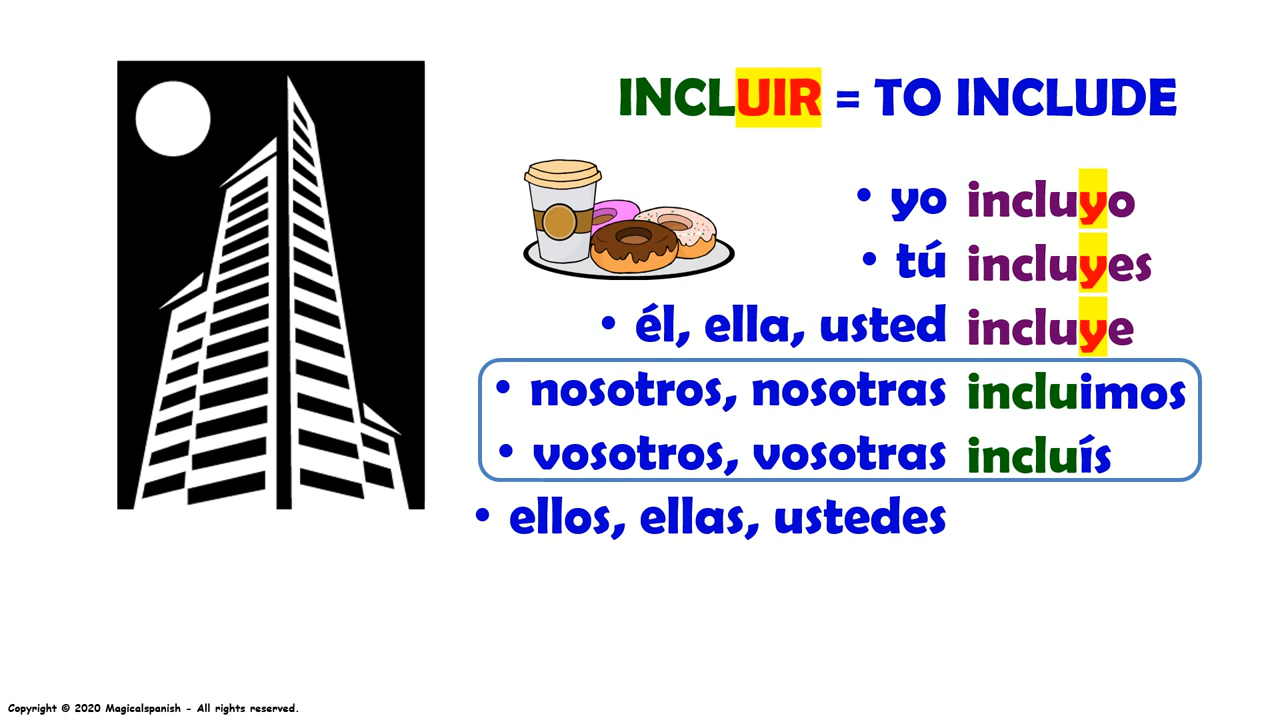 INCLUIR = TO INCLUDE
• yo incluyo
• tú incluyes
• él, ella, usted incluye
• nosotros, nosotras incluimos
• vosotros, vosotras incluís
• ellos, ellas, ustedes
Copyright © 2020 Magicalspanish - All rights reserved.